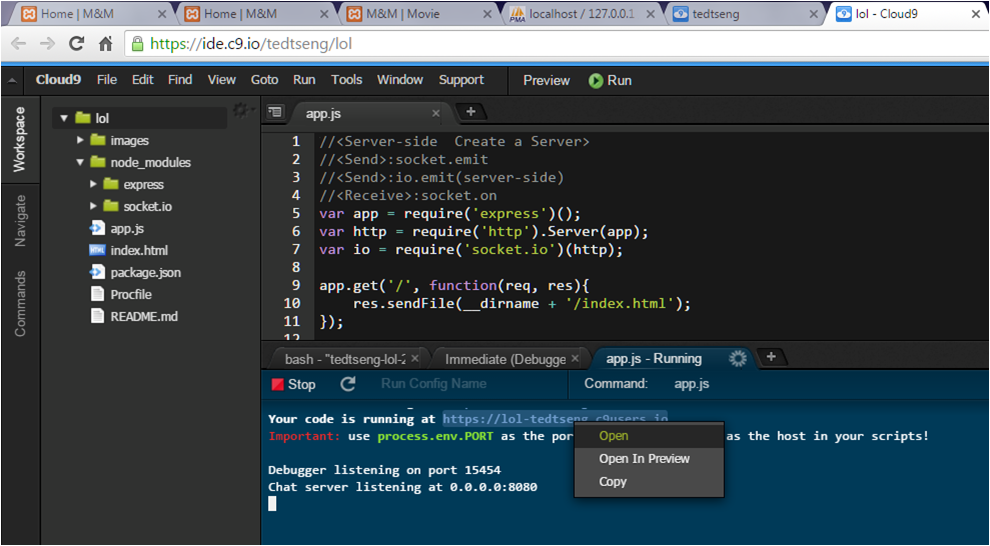 Home | M&M
Home | M&M
M&M | Movie
localhost / 127.0.0.1
tedtseng
lol - Cloud9
https://ide.c9.io/tedtseng/lol
Cloud9 File Edit Find View Goto Run Tools Window Support Preview Run
Workspace
Navigate
Commands
lol
images
node_modules
express
socket.io
app.js
index.html
package.json
Procfile
README.md
app.js
1 //<Server-side  Create a Server>
2 //<Send>:socket.emit
3 //<Send>:io.emit(server-side)
4 //<Receive>:socket.on
5 var app = require('express')();
6 var http = require('http').Server(app);
7 var io = require('socket.io')(http);
8
9 app.get('/', function(req, res){
10     res.sendFile(__dirname + '/index.html');
11 });
12
bash - "tedtseng-lol-2
Immediate (Debugge
app.js - Running
Stop Run Config Name Command: app.js
Your code is running at https://lol-tedtseng.c9users.io
Important: use process.env.PORT as the por as the host in your scripts!
Debugger listening on port 15454
Chat server listening at 0.0.0.0:8080
Open
Open In Preview
Copy